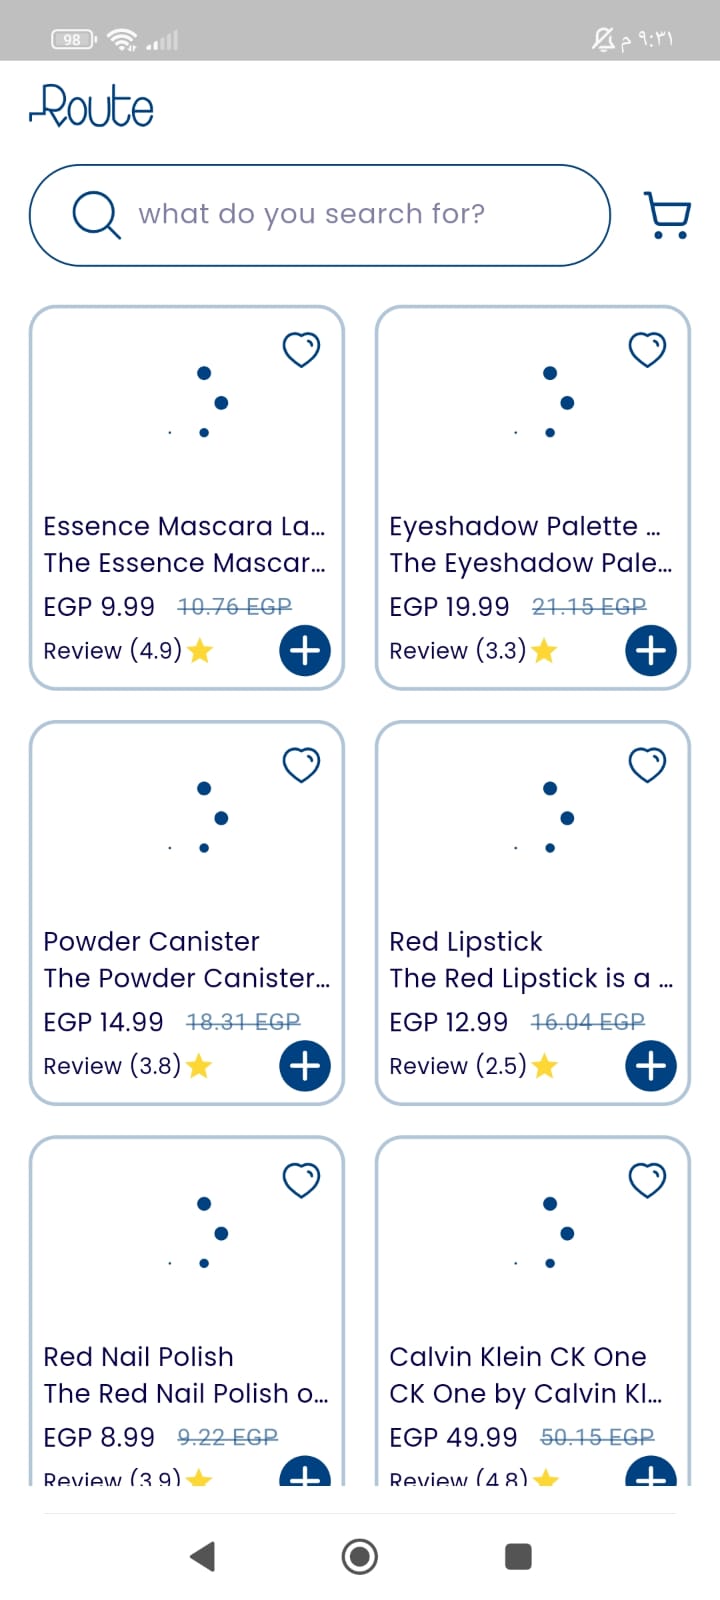 98
م ٩:٣١
Route
what do you search for?
Essence Mascara La...
The Essence Mascar...
EGP 9.99 10.76 EGP
Review (4.9)
Eyeshadow Palette ...
The Eyeshadow Pale...
EGP 19.99 21.15 EGP
Review (3.3)
Powder Canister
The Powder Canister...
EGP 14.99 18.31 EGP
Review (3.8)
Red Lipstick
The Red Lipstick is a ...
EGP 12.99 16.04 EGP
Review (2.5)
Red Nail Polish
The Red Nail Polish o...
EGP 8.99 9.22 EGP
Review (3.9)
Calvin Klein CK One
CK One by Calvin Kl...
EGP 49.99 50.15 EGP
Review (4.8)